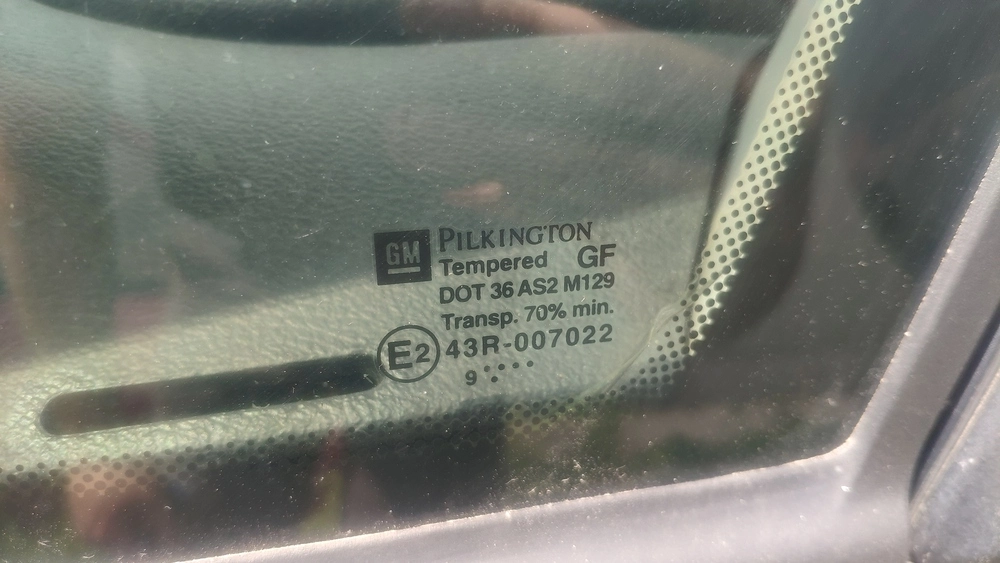 GM PILKINGTON
Tempered GF
DOT 36 AS2 M129
Transp. 70% min.
E2 43R-007022
9